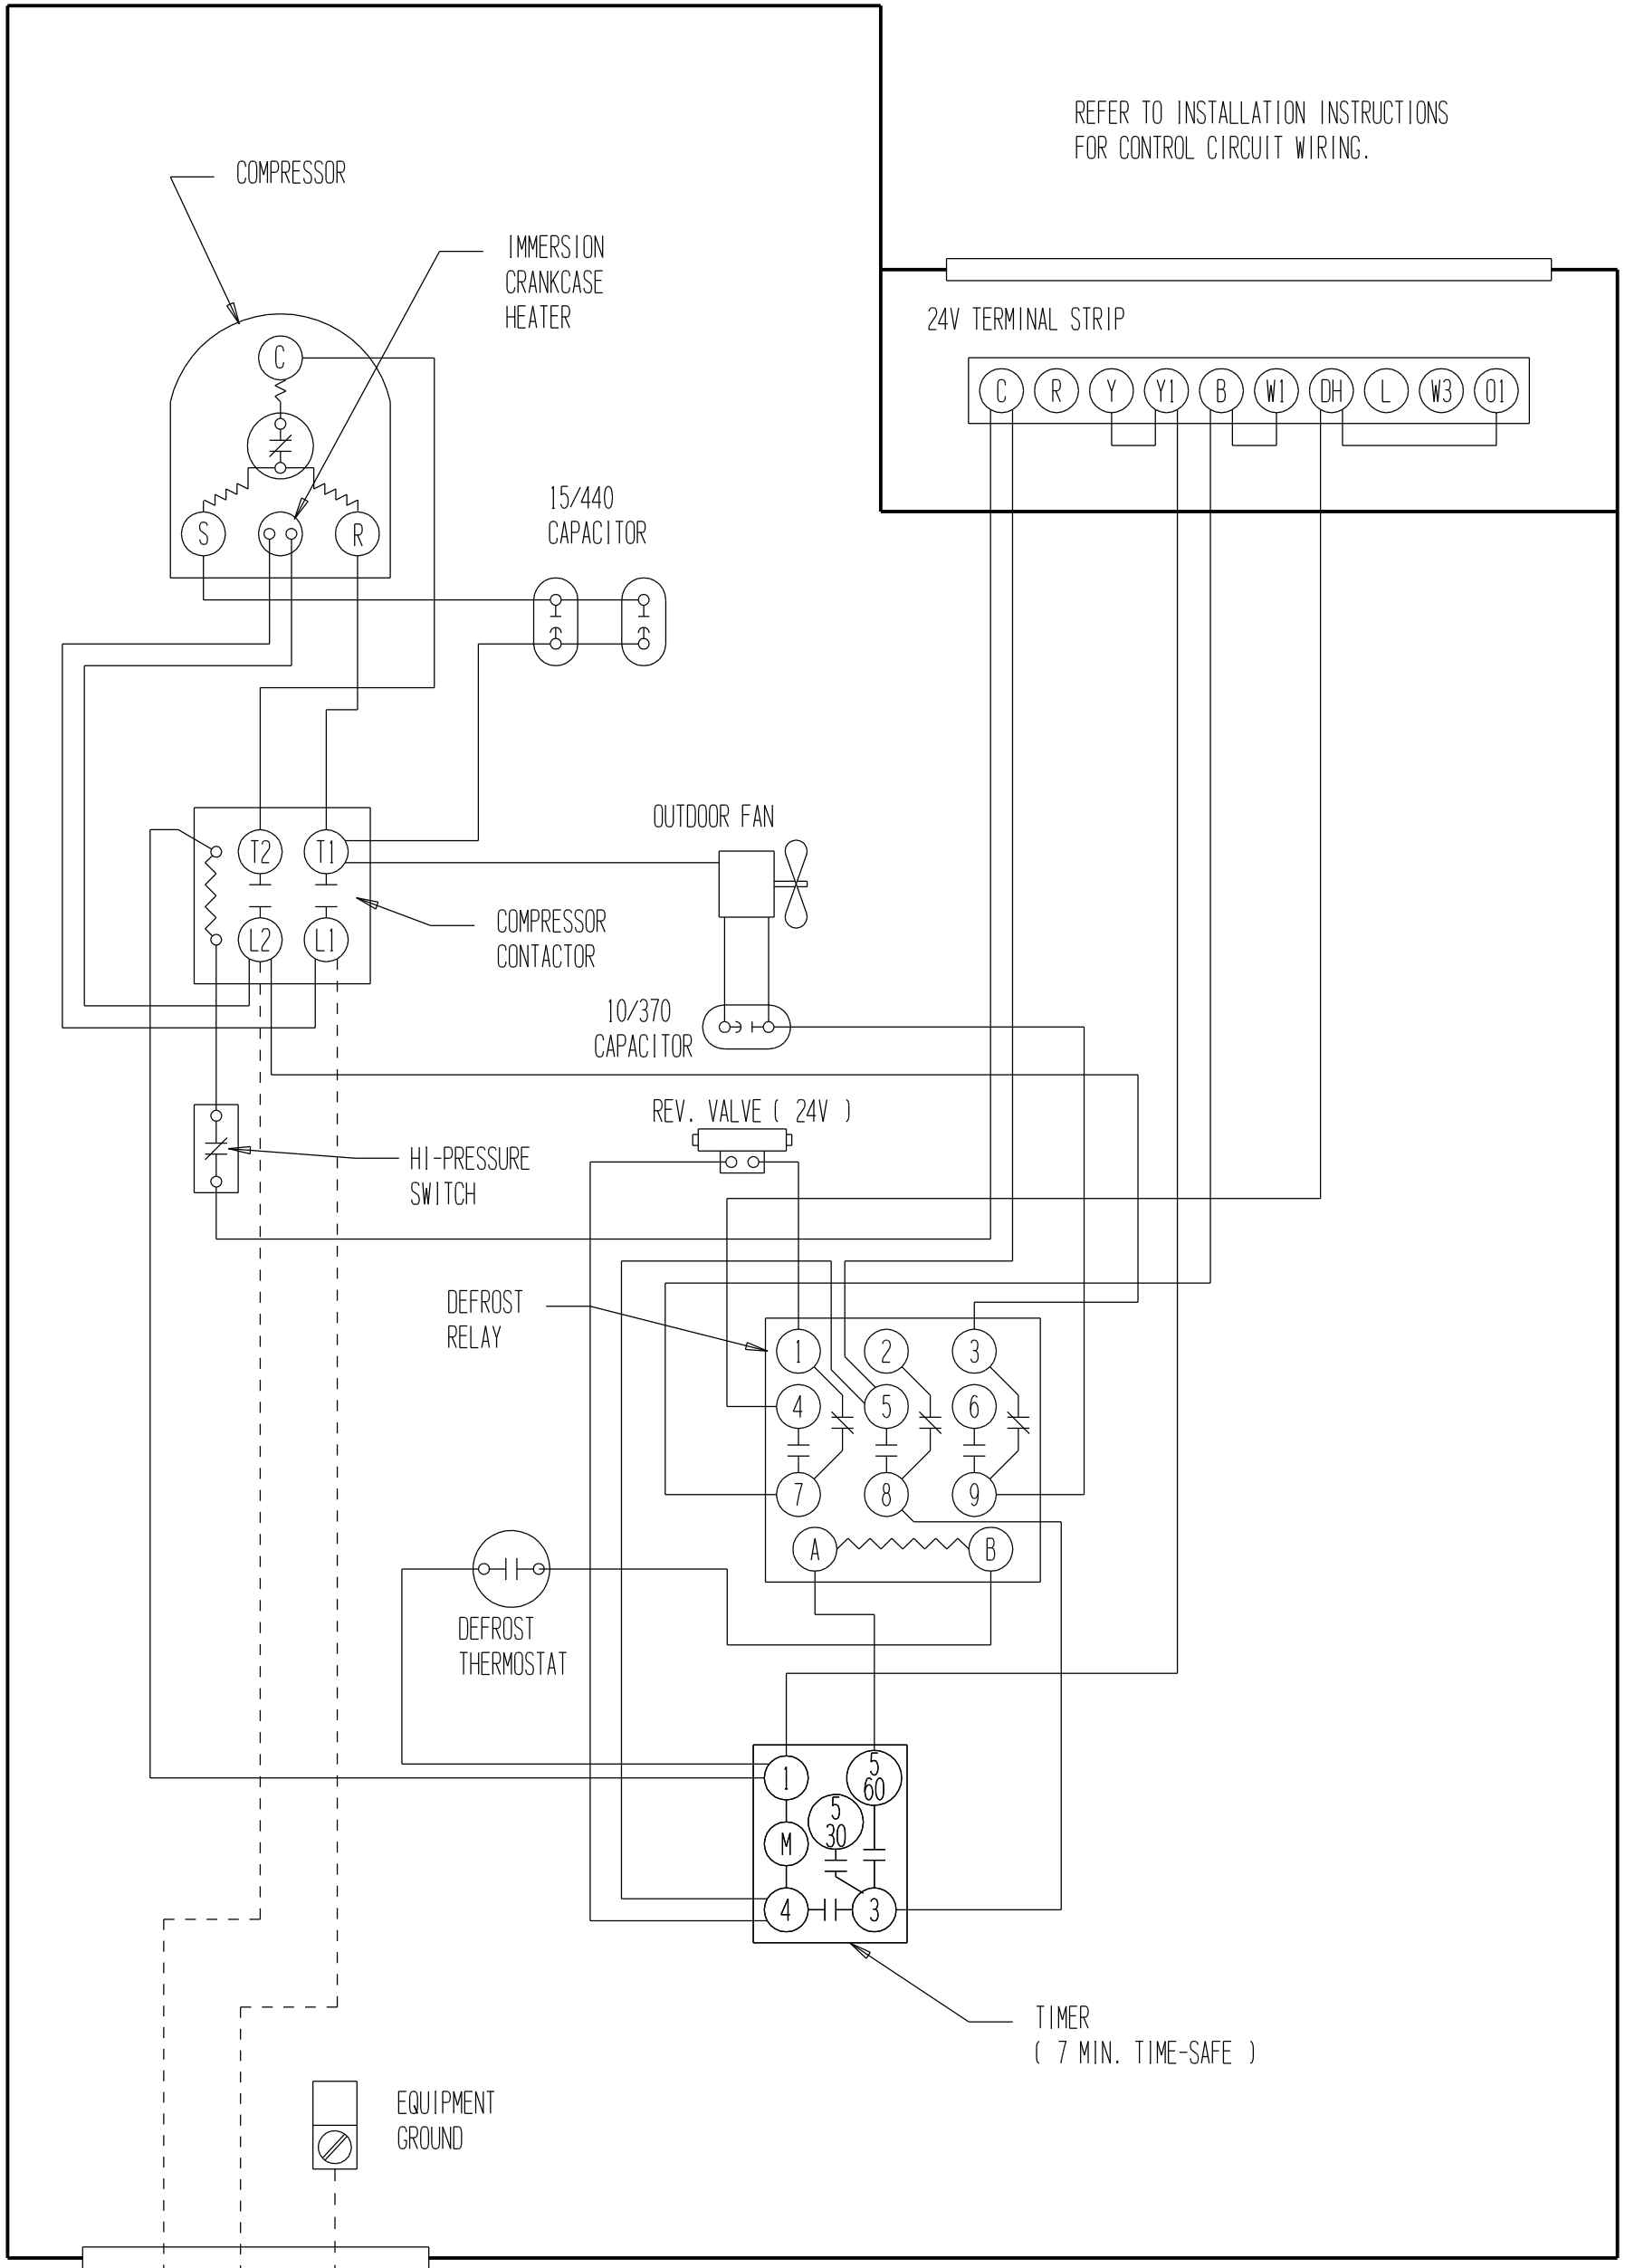 REFER TO INSTALLATION INSTRUCTIONS
FOR CONTROL CIRCUIT WIRING.
COMPRESSOR
IMMERSION
CRANKCASE
HEATER
24V TERMINAL STRIP
C
C R Y Y1 B W1 DH L W3 O1
15/440
CAPACITOR
S R
OUTDOOR FAN
T2 T1
COMPRESSOR
CONTACTOR
L2 L1
10/370
CAPACITOR
REV. VALVE ( 24V )
HI-PRESSURE
SWITCH
DEFROST
RELAY
1 2 3
4 5 6
7 8 9
A B
DEFROST
THERMOSTAT
1
5
60
5
30
M
4 3
TIMER
( 7 MIN. TIME-SAFE )
EQUIPMENT
GROUND